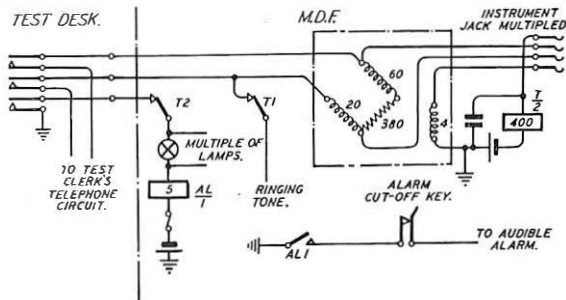 TEST DESK.
M.D.F.
INSTRUMENT
JACK MULTIPLED
T2
T1
60
20
380
4
T
2
400
MULTIPLE OF
LAMPS.
5
AL
1
TO TEST
CLERK'S
TELEPHONE
CIRCUIT.
RINGING
TONE.
ALARM
CUT-OFF KEY.
AL1
TO AUDIBLE
ALARM.